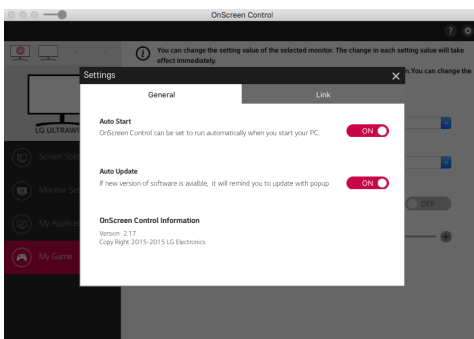 OnScreen Control
?
You can change the setting value of the selected monitor. The change in each setting value will take
effect immediately.
n.You can change the
Settings
General
Link
LG ULTRAWI
Auto Start
OnScreen Control can be set to run automatically when you start your PC.
ON
Screen Spli
Auto Update
If new version of software is avialble, it will remind you to update with popup
ON
Monitor Set
OFF
My Applicat
OnScreen Control Information
Version 2.17
Copy Right 2015-2015 LG Electronics
My Game